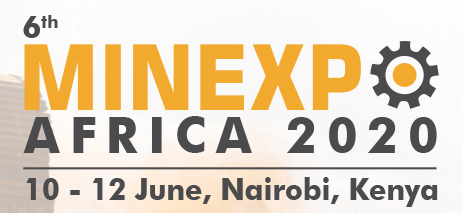 6th
MINEXPO
AFRICA 2020
10 - 12 June, Nairobi, Kenya